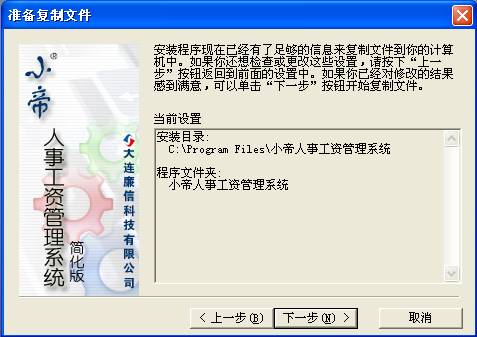 准备复制文件
小帝®
人事工资管理系统
简化版
大连廉信科技有限公司
安装程序现在已经有了足够的信息来复制文件到你的计算
机中。如果你还想检查或更改这些设置，请按下“上一
步”按钮返回到前面的设置中。如果你已经对修改的结果
感到满意，可以单击“下一步”按钮开始复制文件。
当前设置
安装目录:
C:\Program Files\小帝人事工资管理系统
程序文件夹:
小帝人事工资管理系统
< 上一步(B)
下一步(N) >
取消